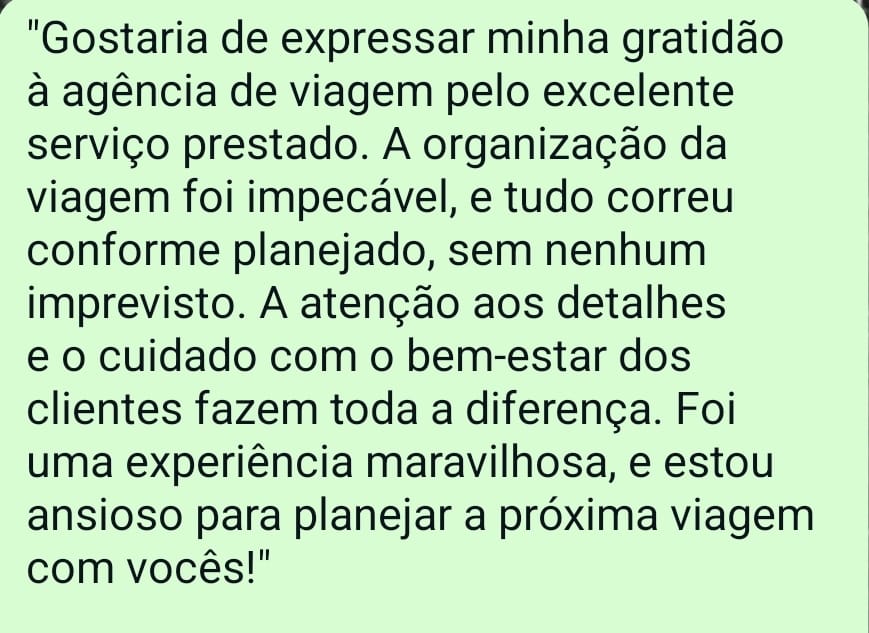 "Gostaria de expressar minha gratidão
à agência de viagem pelo excelente
serviço prestado. A organização da
viagem foi impecável, e tudo correu
conforme planejado, sem nenhum
imprevisto. A atenção aos detalhes
e o cuidado com o bem-estar dos
clientes fazem toda a diferença. Foi
uma experiência maravilhosa, e estou
ansioso para planejar a próxima viagem
com vocês!"